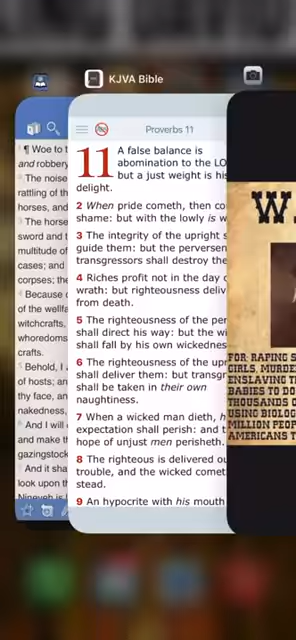 KJVA Bible
¶ Woe to t
and robbery
The noise
rattling of th
horses, and
The horse
sword and t
multitude of
cases; and
corpses; the
Because o
of the wellfa
witchcrafts,
whoredoms
crafts.
Behold, I a
of hosts; an
thy face, an
nakedness,
And I will
and make th
gazingstock
And it sha
look upon th
Nineveh is l
Proverbs 11
11 A false balance is
abomination to the LO
but a just weight is his
delight.
2 When pride cometh, then co
shame: but with the lowly is w
3 The integrity of the upright s
guide them: but the perversen
transgressors shall destroy the
4 Riches profit not in the day o
wrath: but righteousness deliv
from death.
5 The righteousness of the per
shall direct his way: but the wi
shall fall by his own wickednes
6 The righteousness of the upr
shall deliver them: but transgr
shall be taken in their own
naughtiness.
7 When a wicked man dieth, h
expectation shall perish: and t
hope of unjust men perisheth.
8 The righteous is delivered ou
trouble, and the wicked comet
stead.
9 An hypocrite with his mouth
W
FOR: RAPING S
GIRLS, MURDE
ENSLAVING T
BABIES TO DO
THOUSANDS O
USING BIOLOG
MILLION PEOP
AMERICANS T